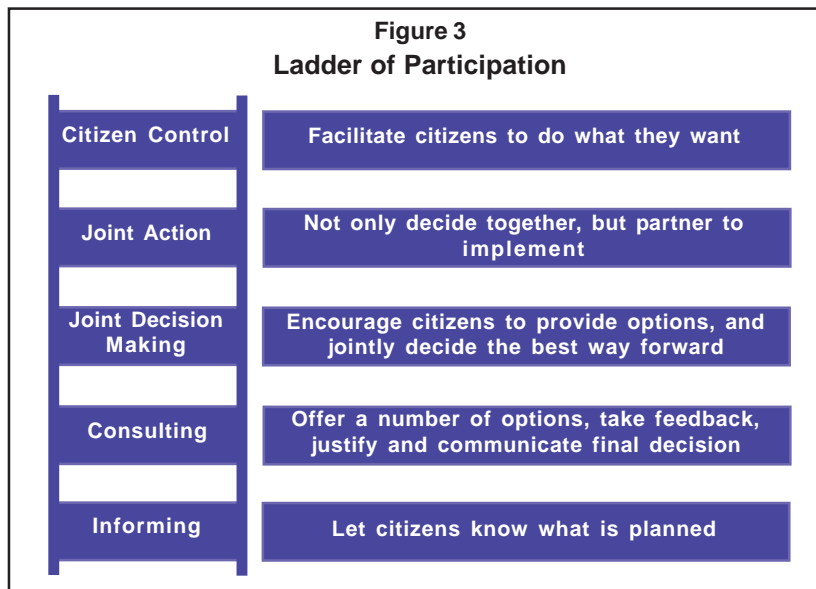 Figure 3
Ladder of Participation
Citizen Control
Facilitate citizens to do what they want
Joint Action
Not only decide together, but partner to
implement
Joint Decision
Making
Encourage citizens to provide options, and
jointly decide the best way forward
Consulting
Offer a number of options, take feedback,
justify and communicate final decision
Informing
Let citizens know what is planned